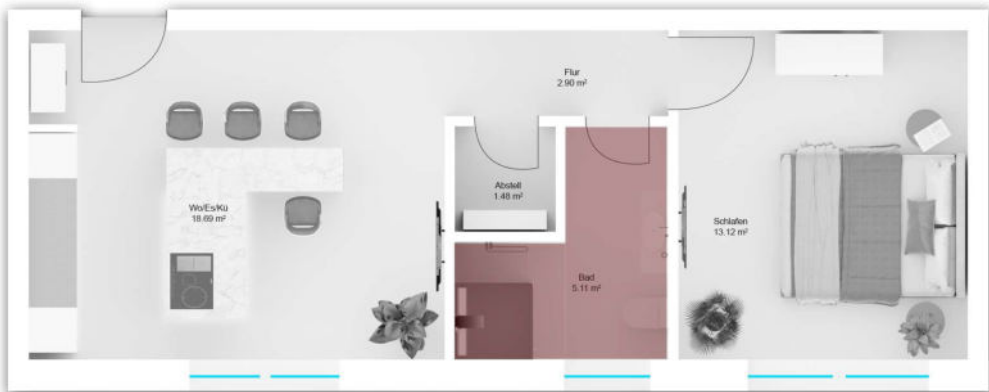 Flur
2.90 m²
Abstell
1.48 m²
Wo/Es/Kü
18.69 m²
Schlafen
13.12 m²
Bad
5.11 m²